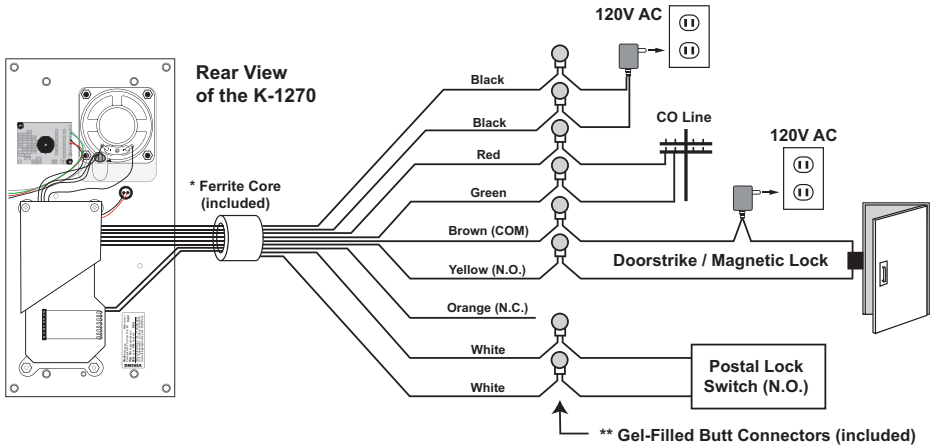 120V AC
Rear View
of the K-1270
Black
Black
CO Line
Red
120V AC
* Ferrite Core
(included)
Green
Brown (COM)
Doorstrike / Magnetic Lock
Yellow (N.O.)
Orange (N.C.)
White
Postal Lock
Switch (N.O.)
White
VIKING
** Gel-Filled Butt Connectors (included)